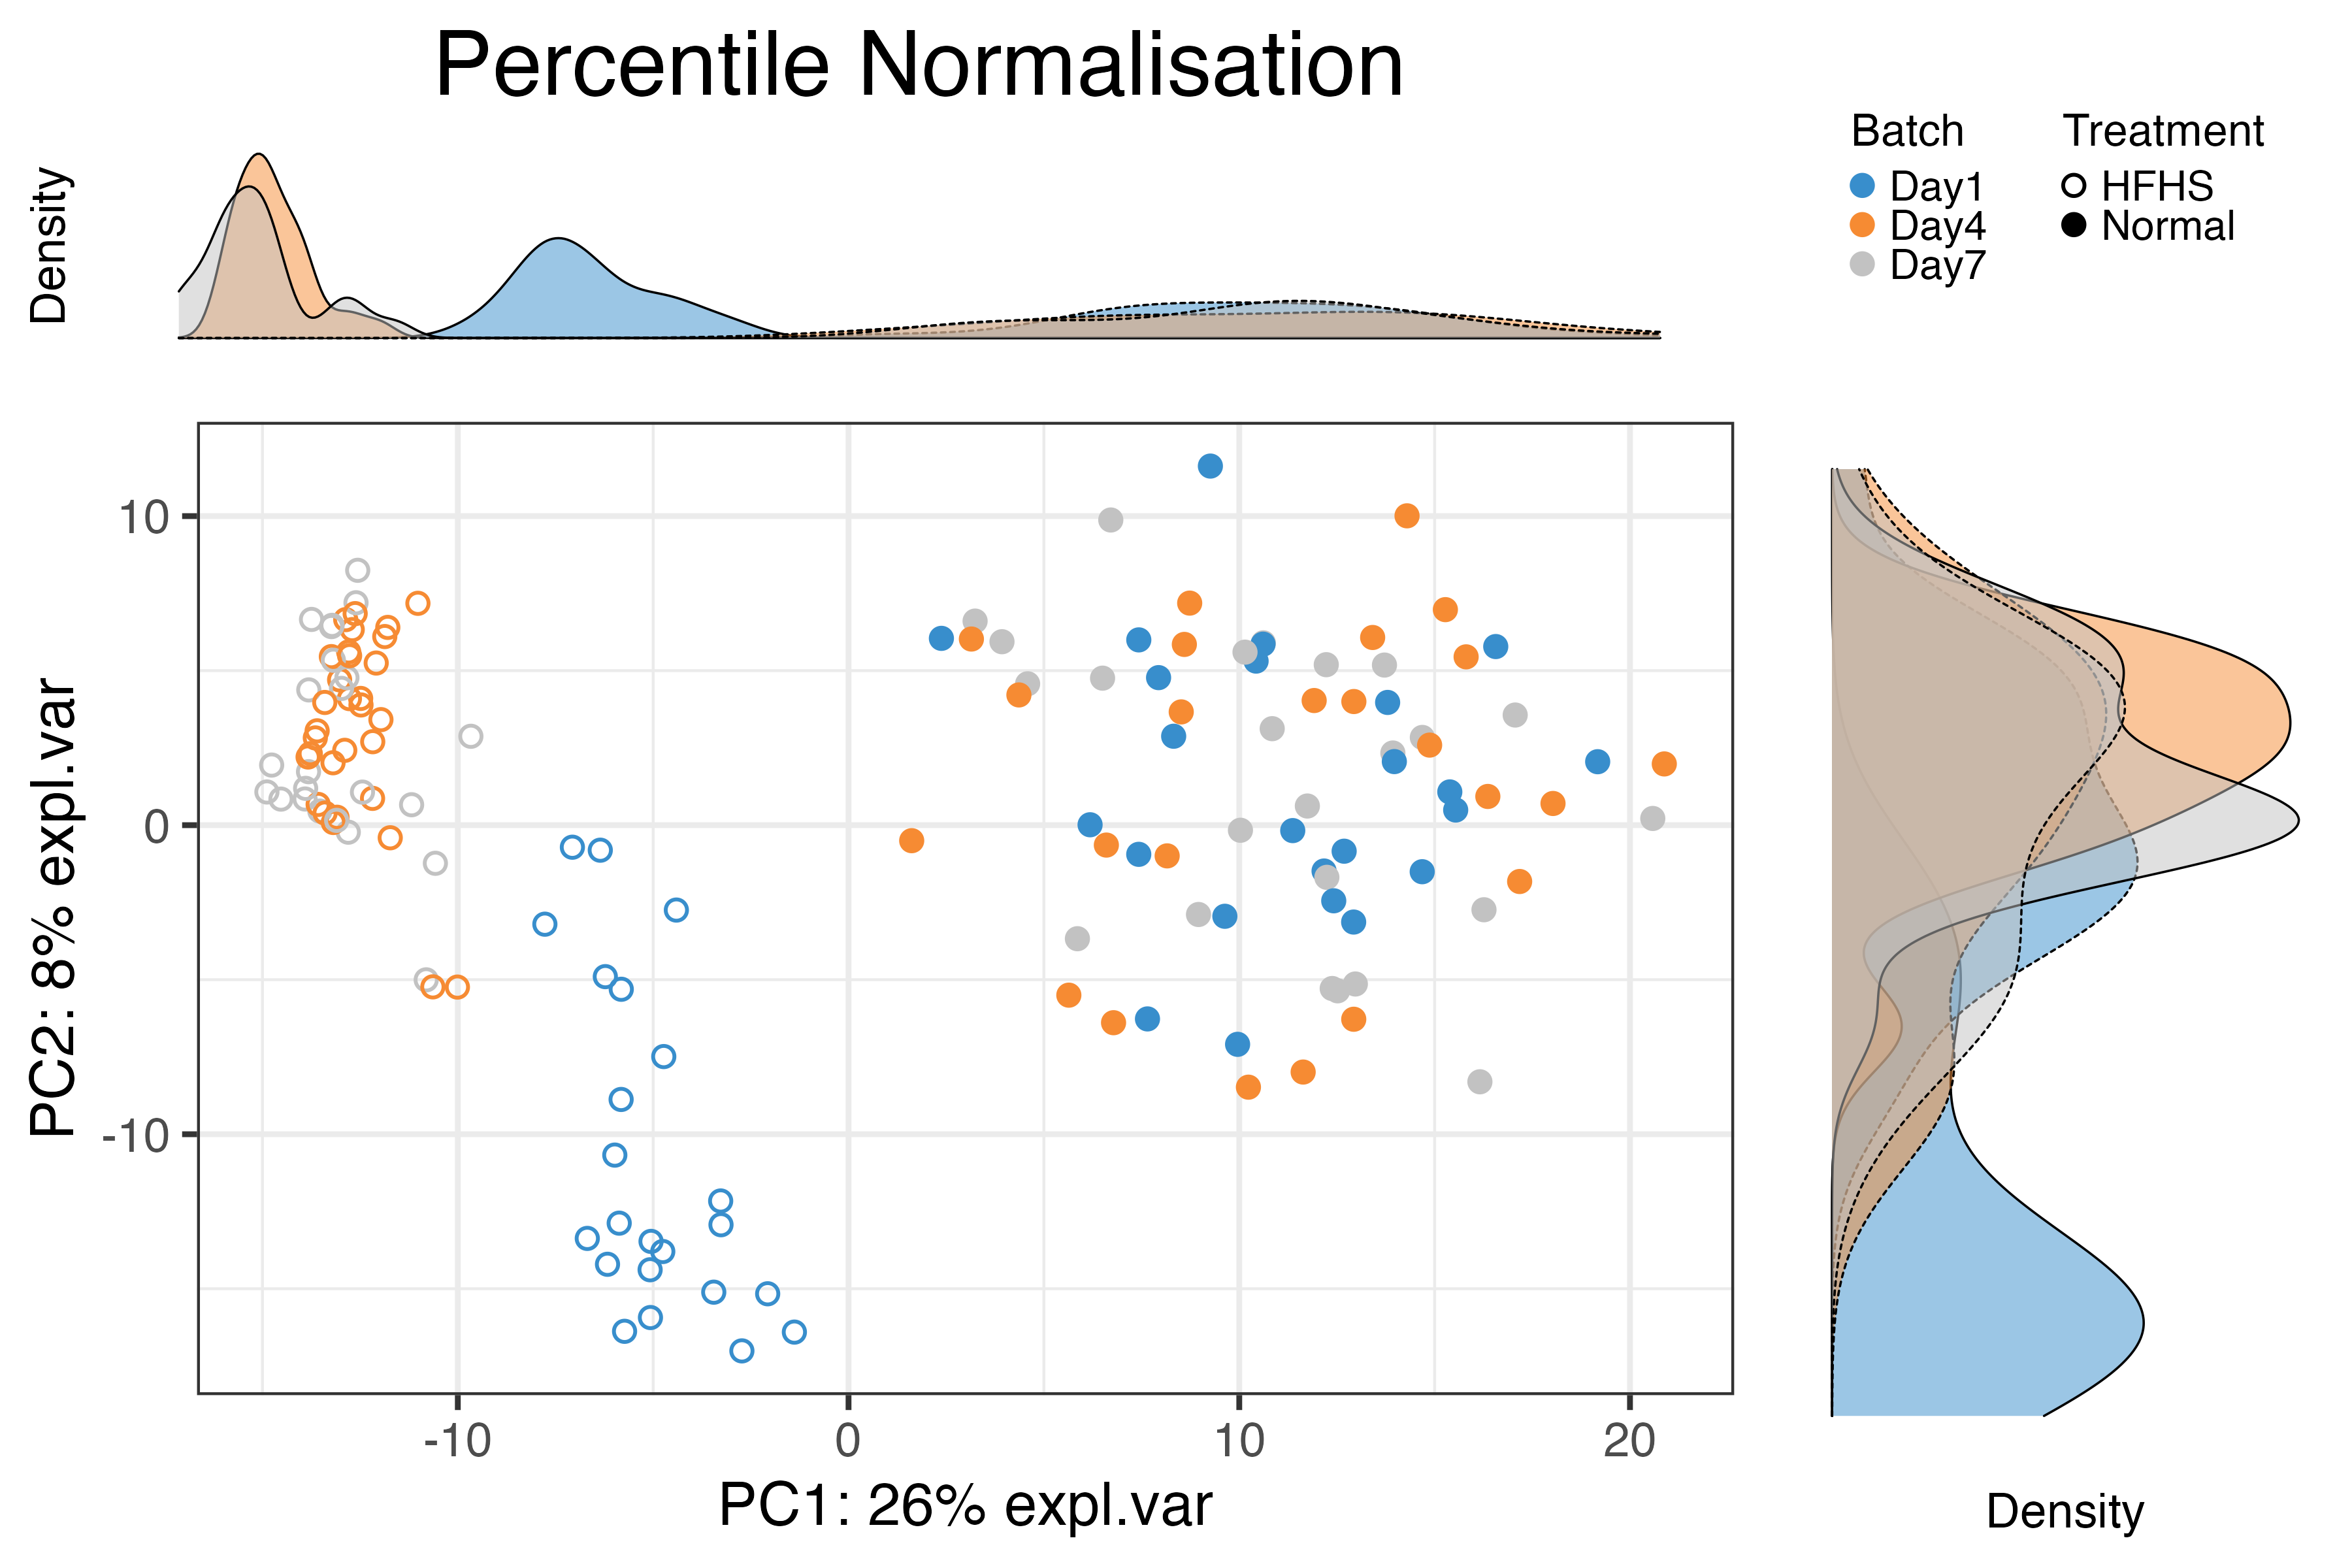 Percentile Normalisation
Density
Batch
Day1
Day4
Day7
Treatment
HFHS
Normal
PC2: 8% expl.var
10
0
-10
-10
0
10
20
PC1: 26% expl.var
Density